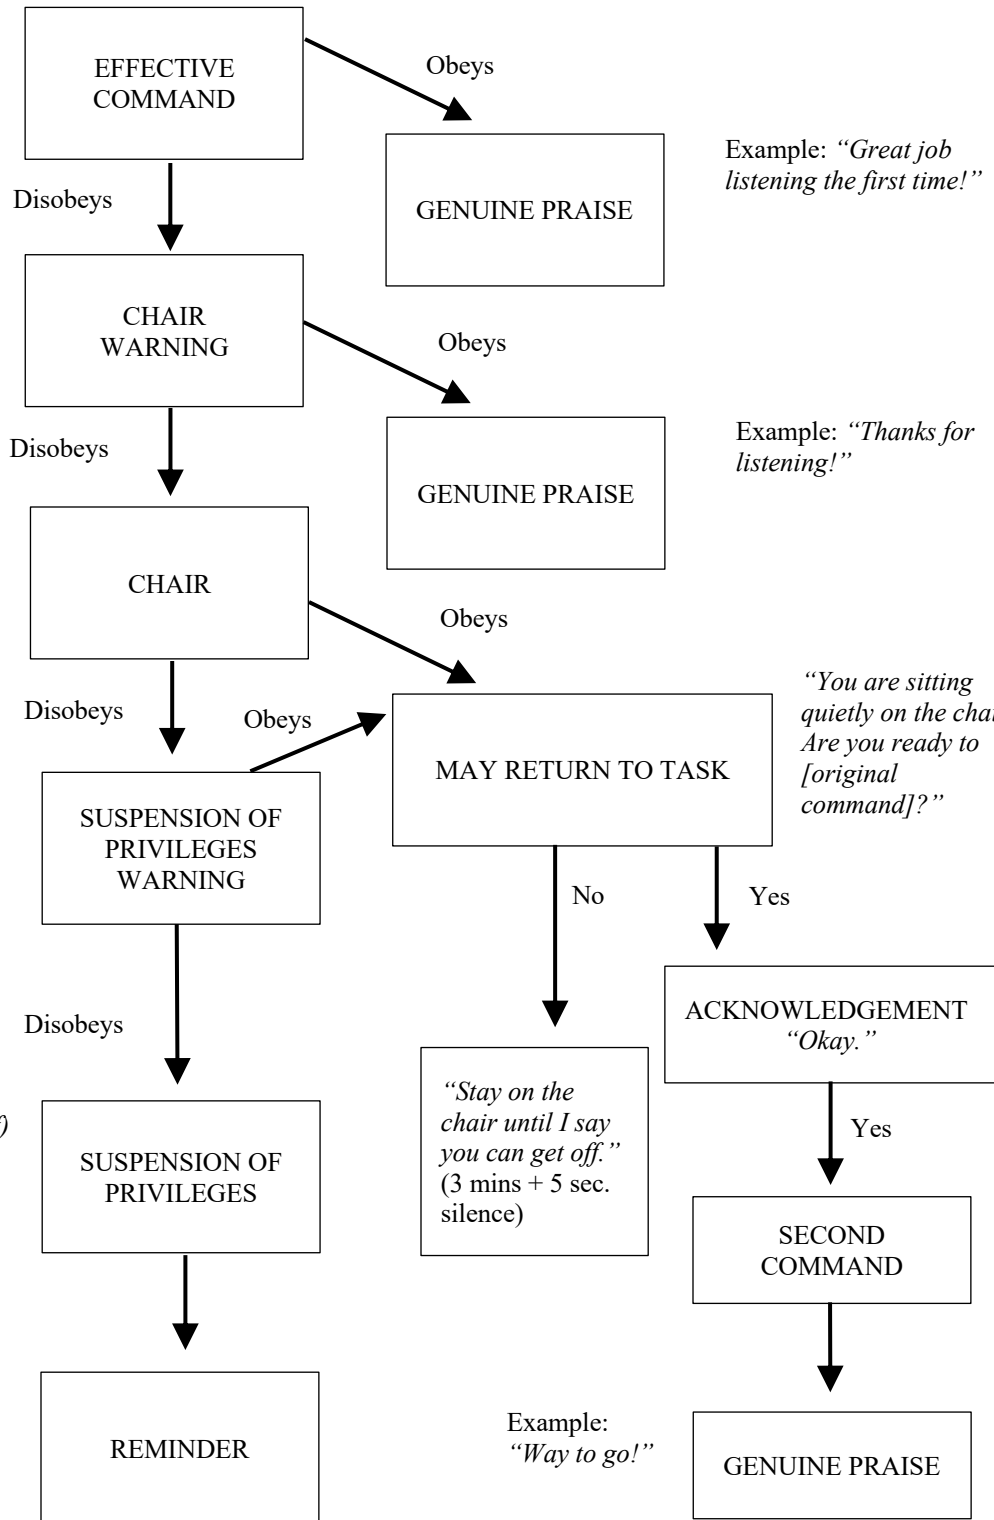 EFFECTIVE
COMMAND
Obeys
Example: “Great job
listening the first time!”
GENUINE PRAISE
Disobeys
CHAIR
WARNING
Obeys
Example: “Thanks for
listening!”
GENUINE PRAISE
Disobeys
CHAIR
Obeys
Disobeys
Obeys
“You are sitting
quietly on the
Are you ready to
[original
command]?”
MAY RETURN TO TASK
SUSPENSION OF
PRIVILEGES
WARNING
No
Yes
Disobeys
ACKNOWLEDGEMENT
“Okay.”
“Stay on the
chair until I say
you can get off.”
(3 mins + 5 sec.
silence)
Yes
SUSPENSION OF
PRIVILEGES
SECOND
COMMAND
REMINDER
Example:
“Way to go!”
GENUINE PRAISE